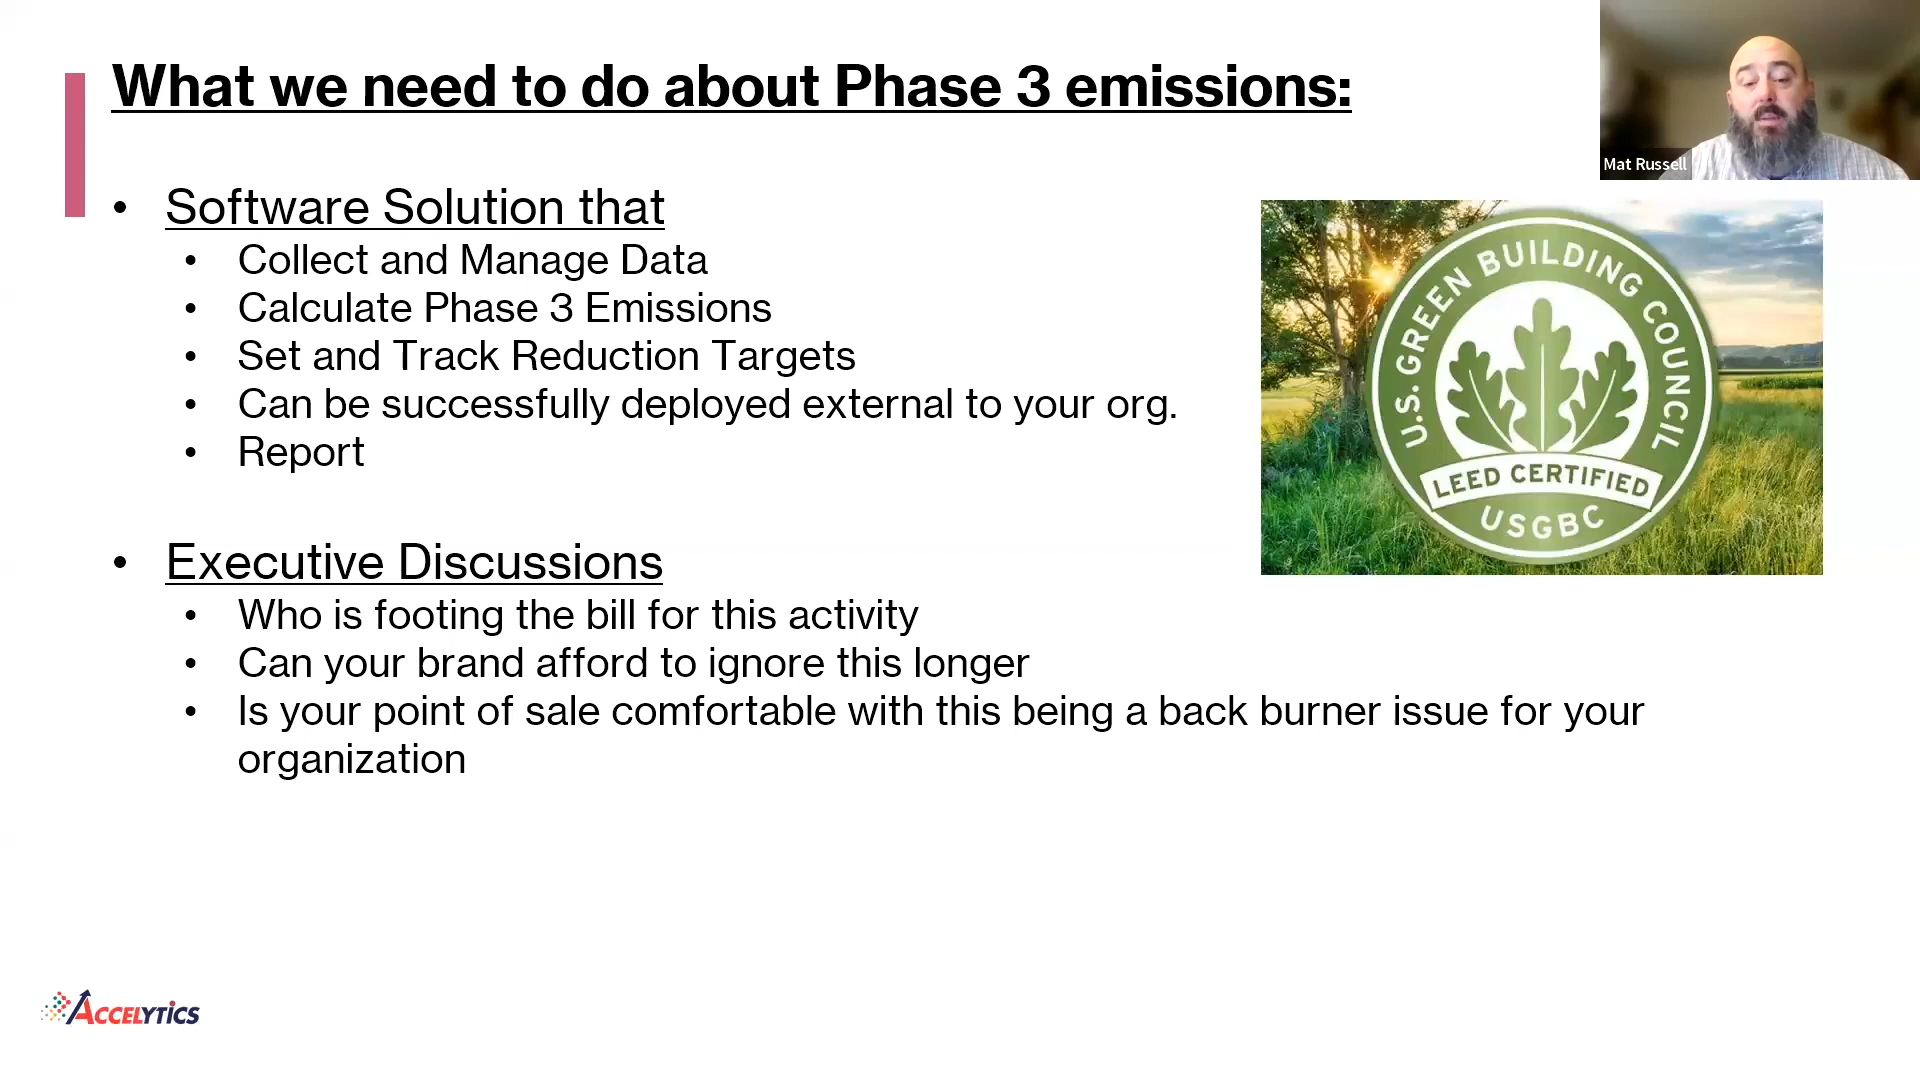 What we need to do about Phase 3 emissions:
Mat Russell
• Software Solution that
• Collect and Manage Data
• Calculate Phase 3 Emissions
• Set and Track Reduction Targets
• Can be successfully deployed external to your org.
• Report
U.S. GREEN BUILDING COUNCIL
LEED CERTIFIED
USGBC
• Executive Discussions
• Who is footing the bill for this activity
• Can your brand afford to ignore this longer
• Is your point of sale comfortable with this being a back burner issue for your
organization
ACCELYTICS